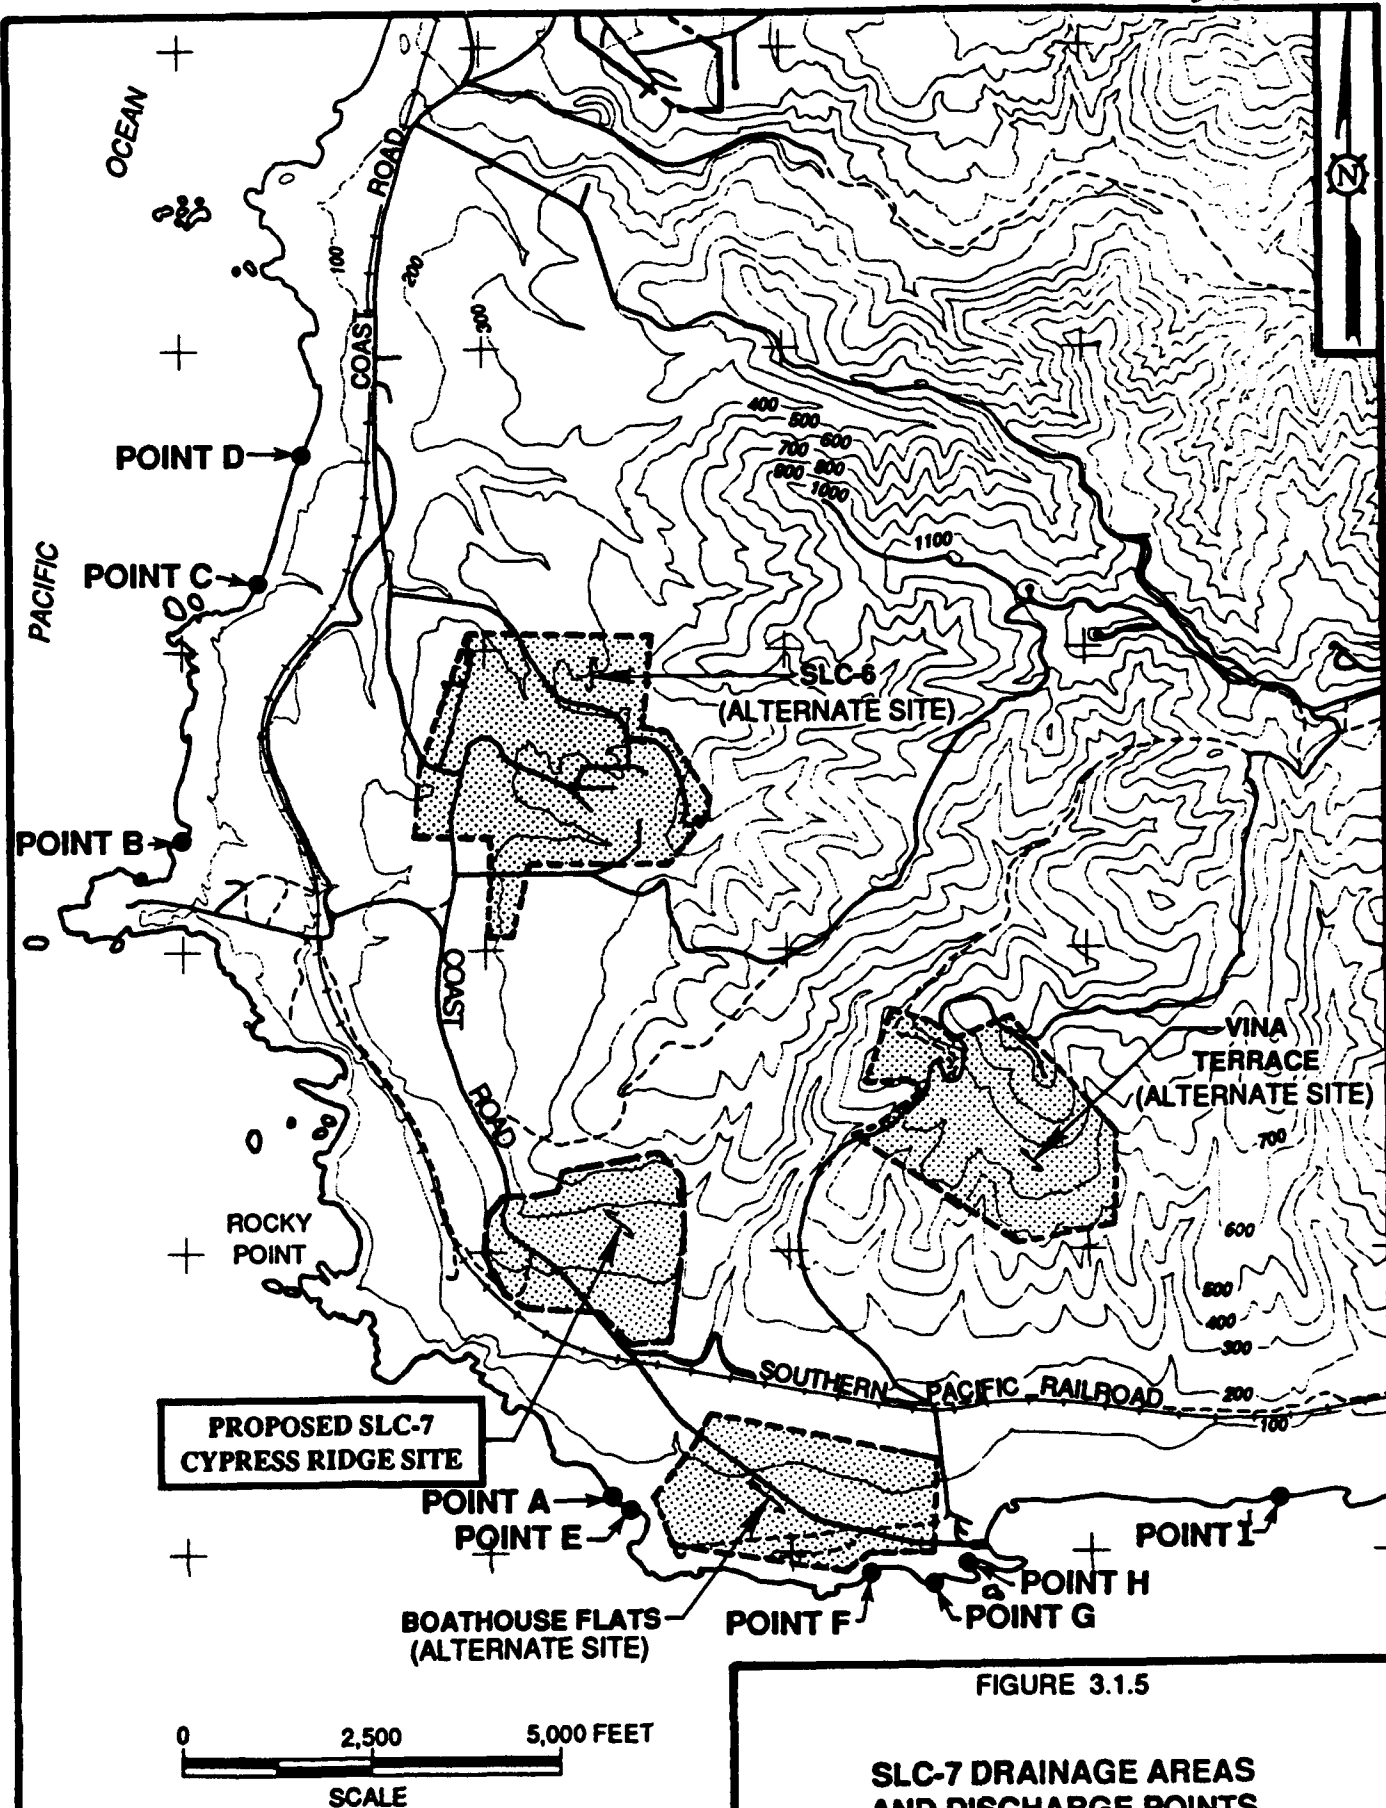 OCEAN
ROAD
N
100
200
300
COAST
400
500
600
700
800
900
1000
POINT D
1100
PACIFIC
POINT C
SLC-6
(ALTERNATE SITE)
POINT B
COAST
VINA
TERRACE
(ALTERNATE SITE)
ROAD
700
ROCKY
POINT
600
500
400
300
SOUTHERN PACIFIC RAILROAD
200
100
PROPOSED SLC-7
CYPRESS RIDGE SITE
POINT A
POINT E
POINT I
POINT H
BOATHOUSE FLATS
(ALTERNATE SITE)
POINT F
POINT G
FIGURE 3.1.5
0 2,500 5,000 FEET
SCALE
SLC-7 DRAINAGE AREAS
AND DISCHARGE POINTS